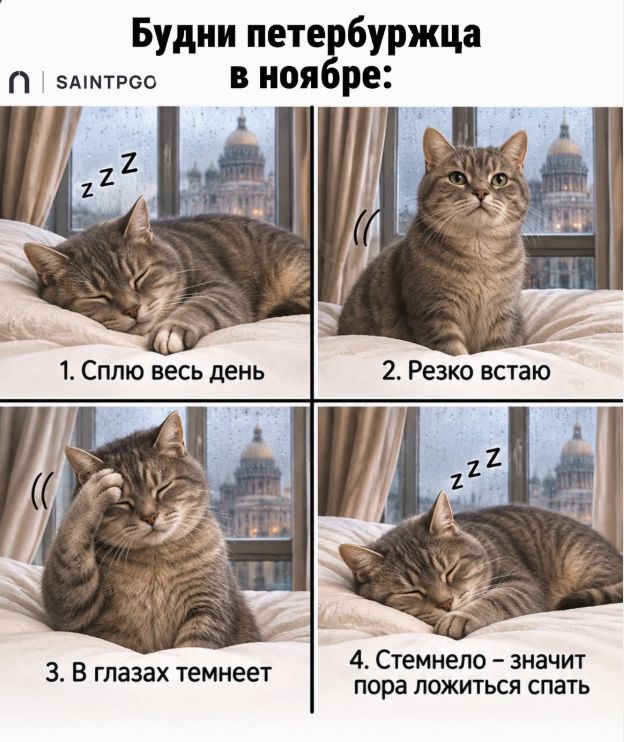 Будни петербуржца
в ноябре:
SAINTPGO
z z Z
1. Сплю весь день
2. Резко встаю
3. В глазах темнеет
z z Z
4. Стемнело – значит
пора ложиться спать